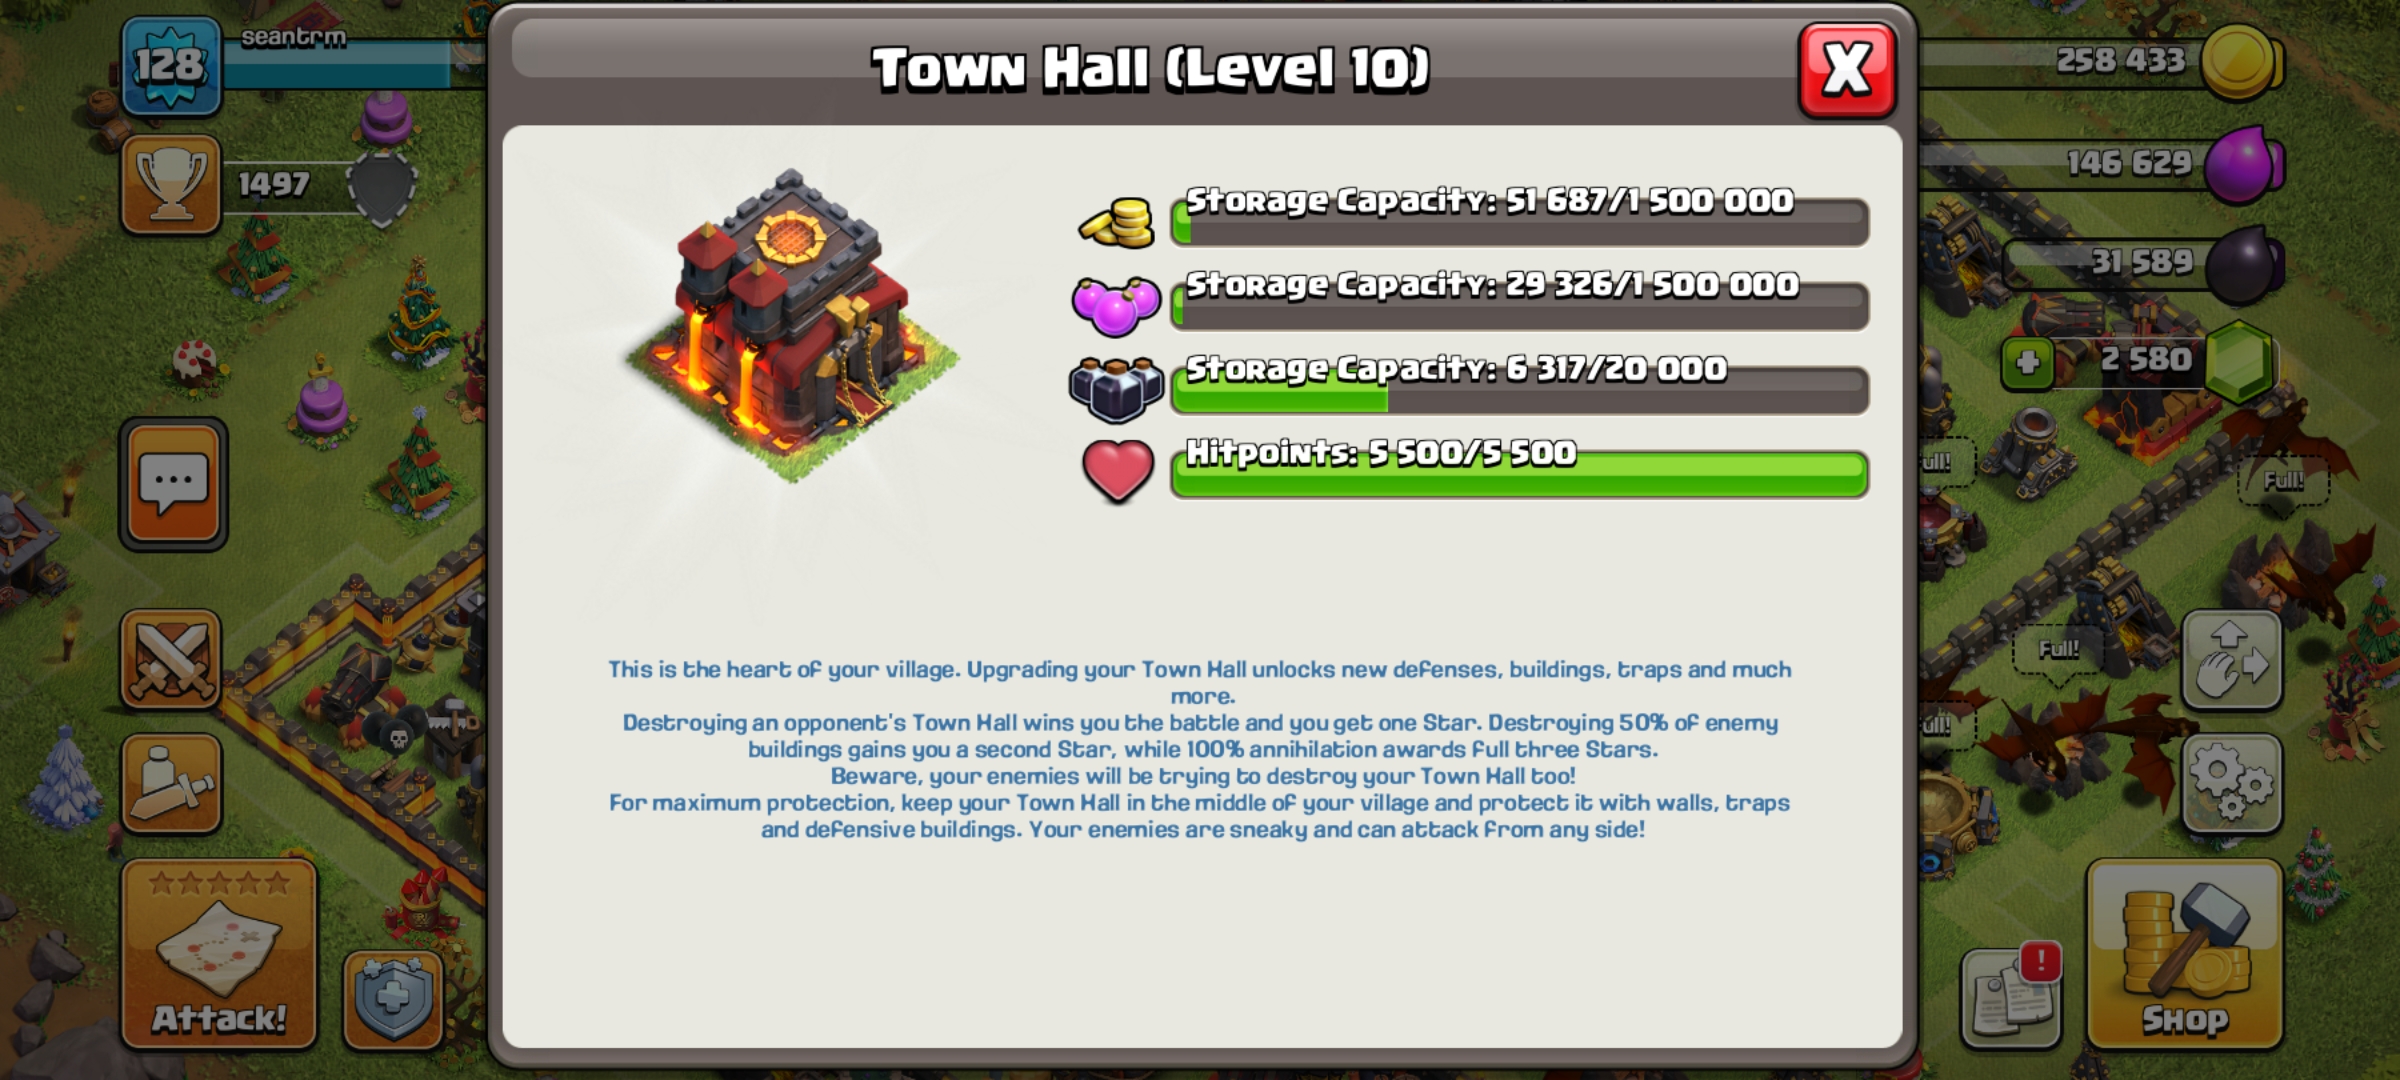 128
seantrm
1497
Town Hall (Level 10)
X
258 433
146 629
31 589
2 580
Storage Capacity: 51 687/1 500 000
Storage Capacity: 29 326/1 500 000
Storage Capacity: 6 317/20 000
Hitpoints: 5 500/5 500
This is the heart of your village. Upgrading your Town Hall unlocks new defenses, buildings, traps and much
more.
Destroying an opponent's Town Hall wins you the battle and you get one Star. Destroying 50% of enemy
buildings gains you a second Star, while 100% annihilation awards full three Stars.
Beware, your enemies will be trying to destroy your Town Hall too!
For maximum protection, keep your Town Hall in the middle of your village and protect it with walls, traps
and defensive buildings. Your enemies are sneaky and can attack from any side!
ull!
Full!
Full!
ull!
Attack!
!
Shop